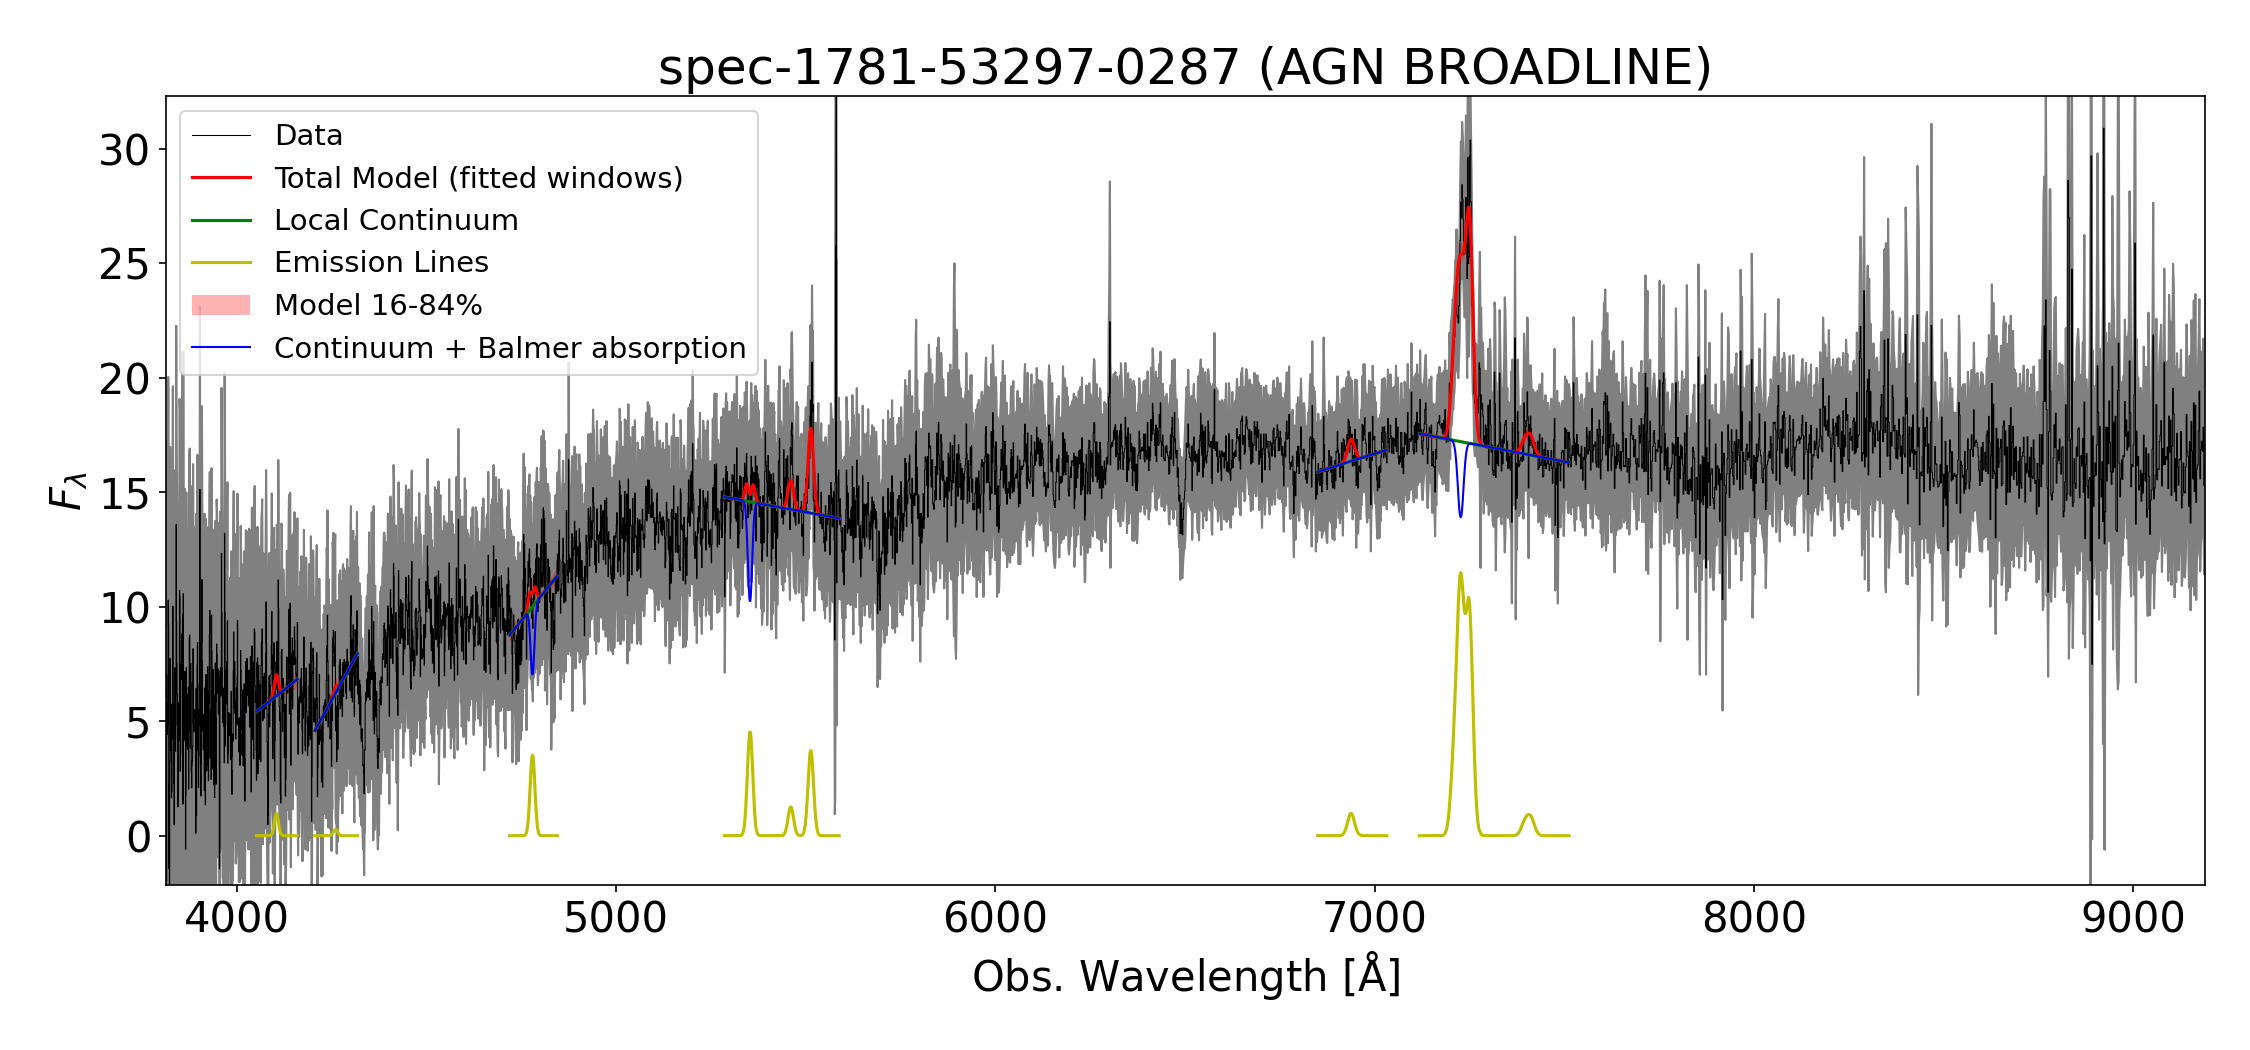 spec-1781-53297-0287 (AGN BROADLINE)
Data
Total Model (fitted windows)
Local Continuum
Emission Lines
Model 16-84%
Continuum + Balmer absorption
30
25
20
15
10
5
0
F_λ
4000 5000 6000 7000 8000 9000
Obs. Wavelength [Å]